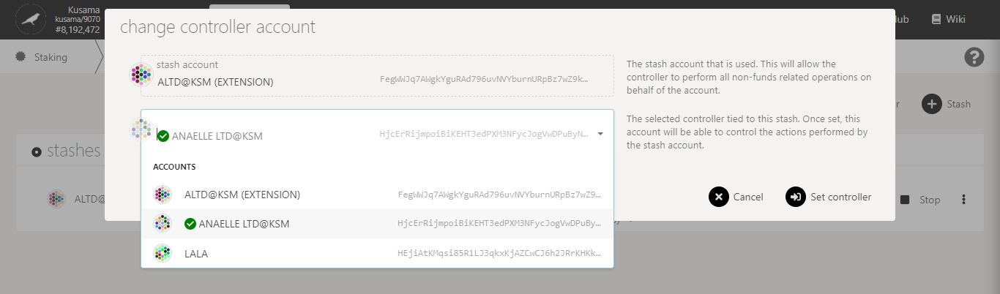 Kusama
kusama/9070
#8,192,472
Wiki
Staking
change controller account
stash account
ALTD@KSM (EXTENSION) FegWWJq7AWgkYguRAd796uvNVYburnURpBz7wZ9k…
The stash account that is used. This will allow the
controller to perform all non-funds related operations on
behalf of the account.
ANAELLE LTD@KSM HjcErRijmpoiBiKEHT3edPXM3NFycJogVwDPuByN…
The selected controller tied to this stash. Once set, this
account will be able to control the actions performed by
the stash account.
Stash
stashes
ACCOUNTS
ALTD@KSM (EXTENSION) FegWWJq7AWgkYguRAd796uvNVYburnURpBz7wZ9…
ANAELLE LTD@KSM HjcErRijmpoiBiKEHT3edPXM3NFycJogVwDPuBy…
LALA HEjiAtKMqsi85R1LJ3qkxKjAZCwCJ6h2JRrKHKk…
Cancel Set controller
ALTD@
Stop